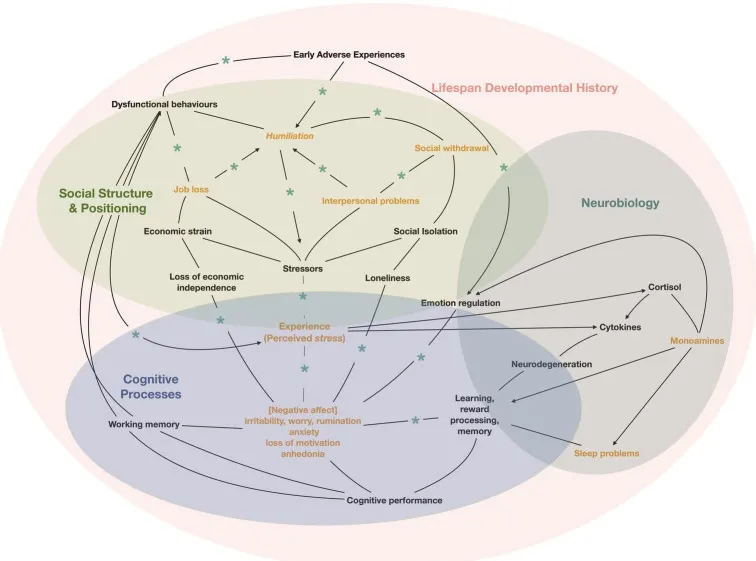 Early Adverse Experiences
Lifespan Developmental History
Dysfunctional behaviours
Humiliation
Social withdrawal
Social Structure
& Positioning
Job loss
Interpersonal problems
Neurobiology
Economic strain
Social Isolation
Stressors
Loss of economic
independence
Loneliness
Cortisol
Emotion regulation
Experience
(Perceived stress)
Cytokines
Monoamines
Neurodegeneration
Cognitive
Processes
[Negative affect]
Irritability, worry, rumination
anxiety
loss of motivation
anhedonia
Learning,
reward
processing,
memory
Working memory
Sleep problems
Cognitive performance